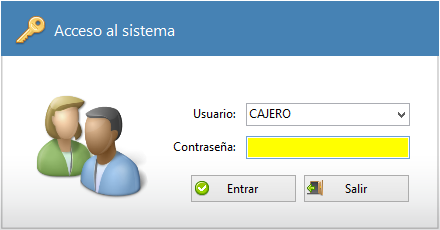 Acceso al sistema
Usuario: CAJERO
Contraseña:
Entrar Salir